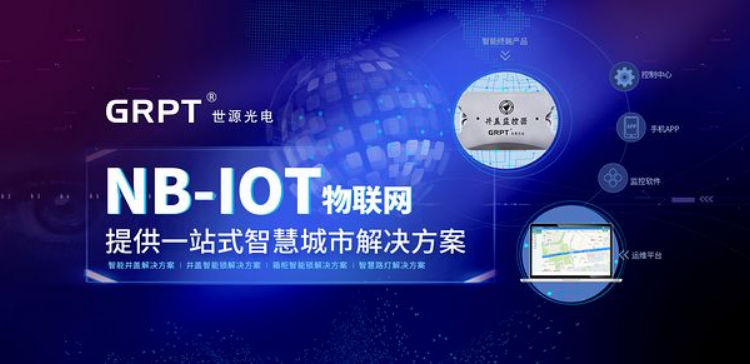 GRPT® 世源光电
NB-IOT物联网
提供一站式智慧城市解决方案
智能井盖解决方案 | 井盖智能锁解决方案 | 箱柜智能锁解决方案 | 智慧路灯解决方案
智能终端产品
井盖监控器
GRPT
控制中心
APP
手机APP
监控软件
运维平台